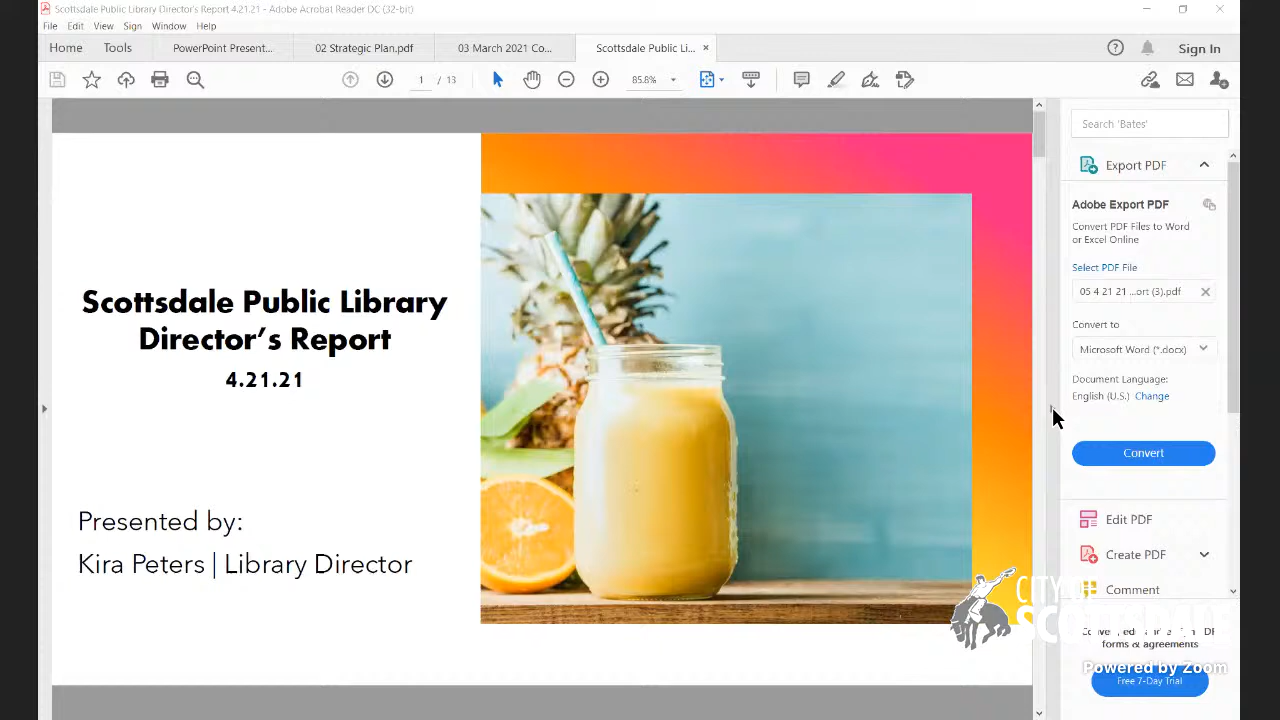 Scottsdale Public Library Director's Report 4.21.21 - Adobe Acrobat Reader DC (32-bit)
File Edit View Sign Window Help
Home Tools PowerPoint Present... 02 Strategic Plan.pdf 03 March 2021 Co... Scottsdale Public Li... × Sign In
1 / 13 85.8%
Search 'Bates'
Export PDF
Adobe Export PDF
Convert PDF Files to Word
or Excel Online
Select PDF File
05 4 21 21 ...ort (3).pdf
Convert to
Microsoft Word (*.docx)
Document Language:
English (U.S.) Change
Convert
Edit PDF
Create PDF
Comment
forms & agreements
Free 7-Day Trial
Scottsdale Public Library
Director's Report
4.21.21
Presented by:
Kira Peters | Library Director
CITY OF
SCOTTSDALE
Powered by Zoom